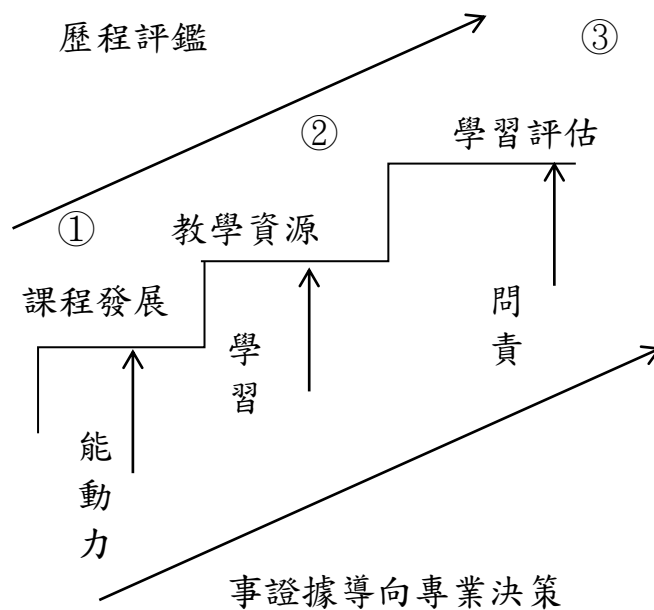 歷程評鑑
③
②
學習評估
①
教學資源
課程發展
問責
學習
能動力
事證據導向專業決策